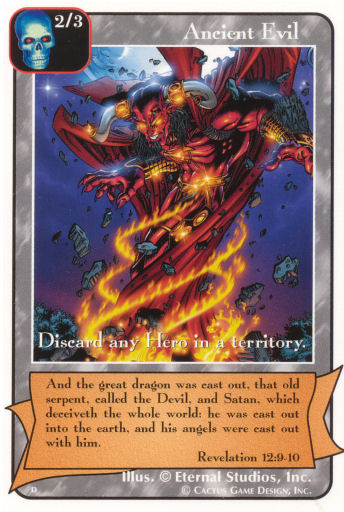 2/3
Ancient Evil
Discard any Hero in a territory.
And the great dragon was cast out, that old
serpent, called the Devil, and Satan, which
deceiveth the whole world: he was cast out
into the earth, and his angels were cast out
with him.
Revelation 12:9-10
D
Illus. © Eternal Studios, Inc.
© Cactus Game Design, Inc.